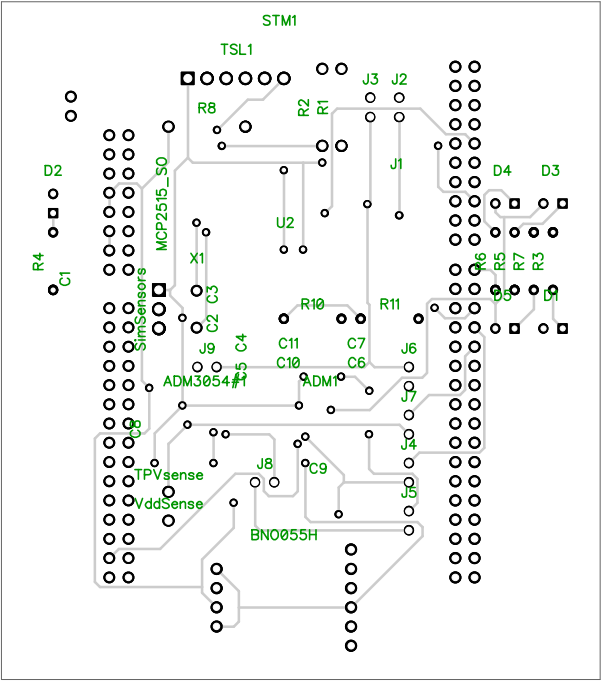 STM1
TSL1
J3
J2
R8
R2
R1
J1
D2
MCP2515_SO
D4
D3
U2
R4
C1
X1
R6
R5
R7
R3
SimSensors
C3
C2
R10
R11
D5
D1
C4
J9
C11
C7
J6
C10
C6
C5
ADM3054#1
ADM1
J7
C8
J4
TPVsense
J8
C9
VddSense
J5
BNO055H